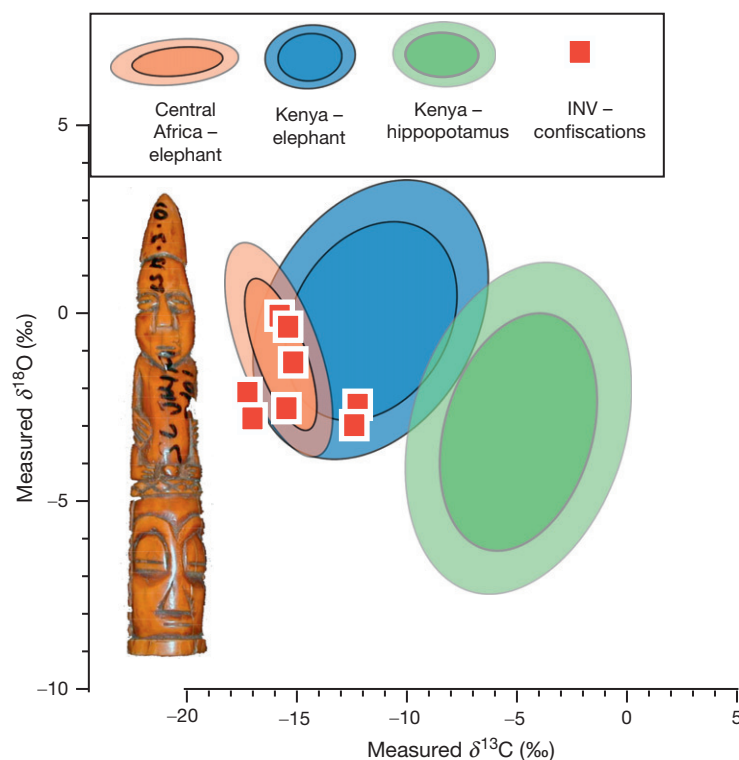 Central
Africa –
elephant
Kenya –
elephant
Kenya –
hippopotamus
INV –
confiscations
5
0
–5
–10
Measured δ18O (‰)
–20
–15
–10
–5
0
5
Measured δ13C (‰)